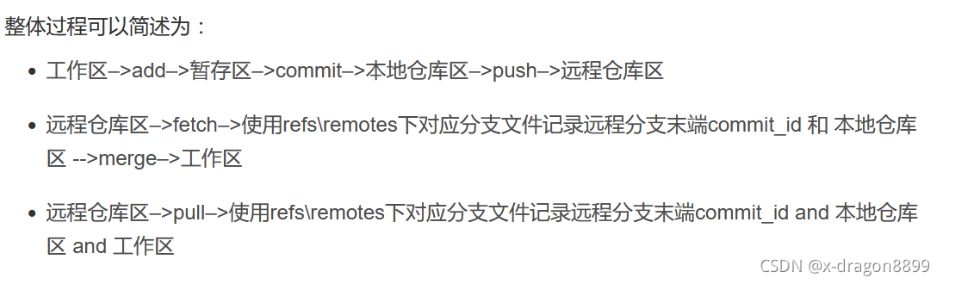 整体过程可以简述为：
• 工作区–>add–>暂存区–>commit–>本地仓库区–>push–>远程仓库区
• 远程仓库区–>fetch–>使用refs\remotes下对应分支文件记录远程分支末端commit_id 和 本地仓库
区 -->merge–>工作区
• 远程仓库区–>pull–>使用refs\remotes下对应分支文件记录远程分支末端commit_id and 本地仓库
区 and 工作区
CSDN @x-dragon8899